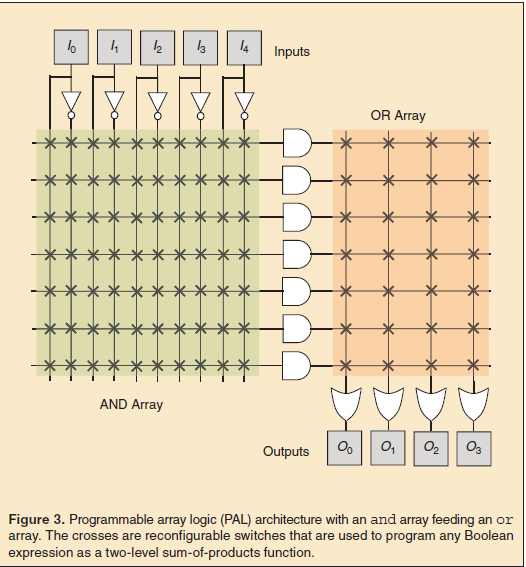 I0 I1 I2 I3 I4 Inputs
OR Array
AND Array
Outputs O0 O1 O2 O3
Figure 3. Programmable array logic (PAL) architecture with an and array feeding an or
array. The crosses are reconfigurable switches that are used to program any Boolean
expression as a two-level sum-of-products function.